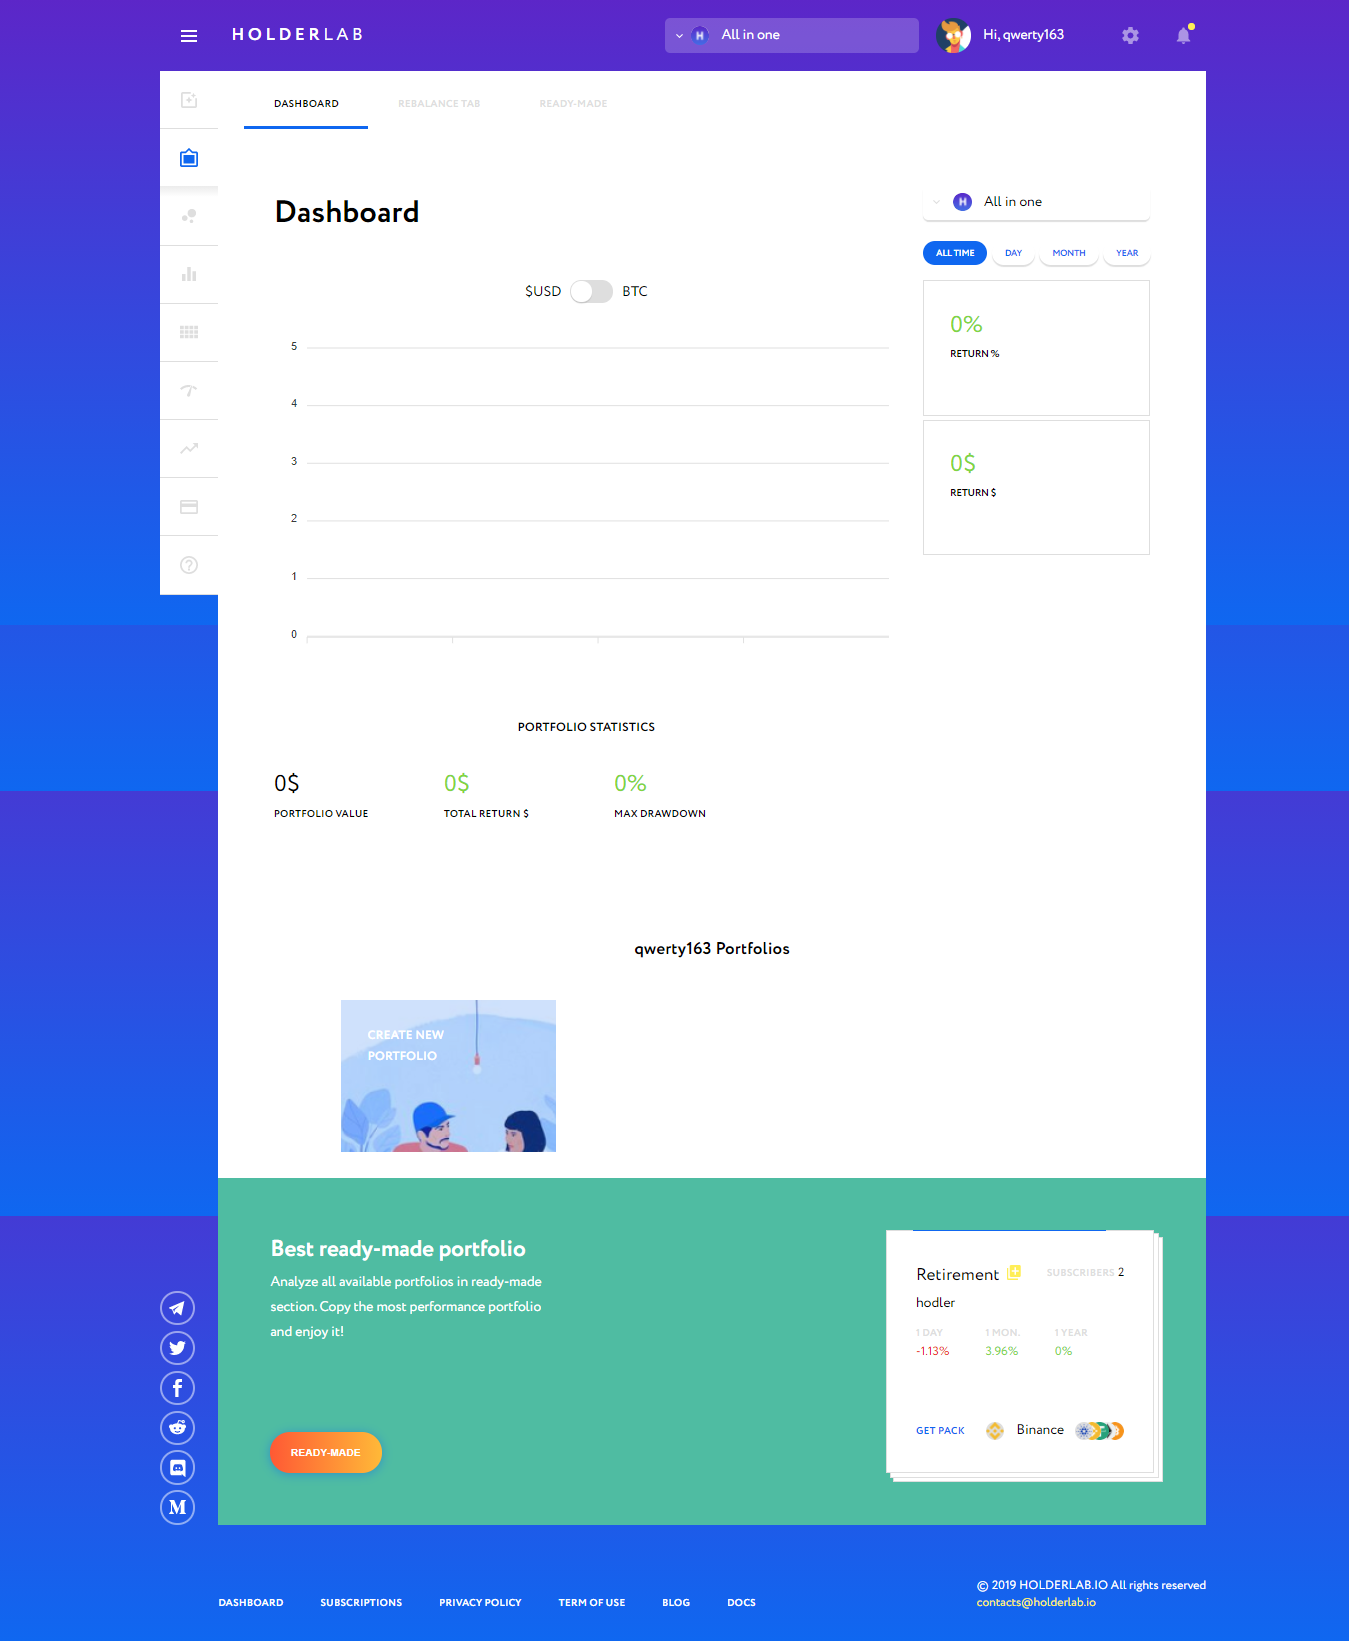 HOLDERLAB
All in one
Hi, qwerty163
DASHBOARD
REBALANCE TAB
READY-MADE
Dashboard
All in one
ALL TIME
DAY
MONTH
YEAR
$USD
BTC
0%
RETURN %
0$
RETURN $
5
4
3
2
1
0
PORTFOLIO STATISTICS
0$
PORTFOLIO VALUE
0$
TOTAL RETURN $
0%
MAX DRAWDOWN
qwerty163 Portfolios
CREATE NEW
PORTFOLIO
Best ready-made portfolio
Analyze all available portfolios in ready-made
section. Copy the most performance portfolio
and enjoy it!
READY-MADE
Retirement
SUBSCRIBERS 2
hodler
1 DAY
1 MON.
1 YEAR
-1.13%
3.96%
0%
GET PACK
Binance
DASHBOARD
SUBSCRIPTIONS
PRIVACY POLICY
TERM OF USE
BLOG
DOCS
© 2019 HOLDERLAB.IO All rights reserved
contacts@holderlab.io